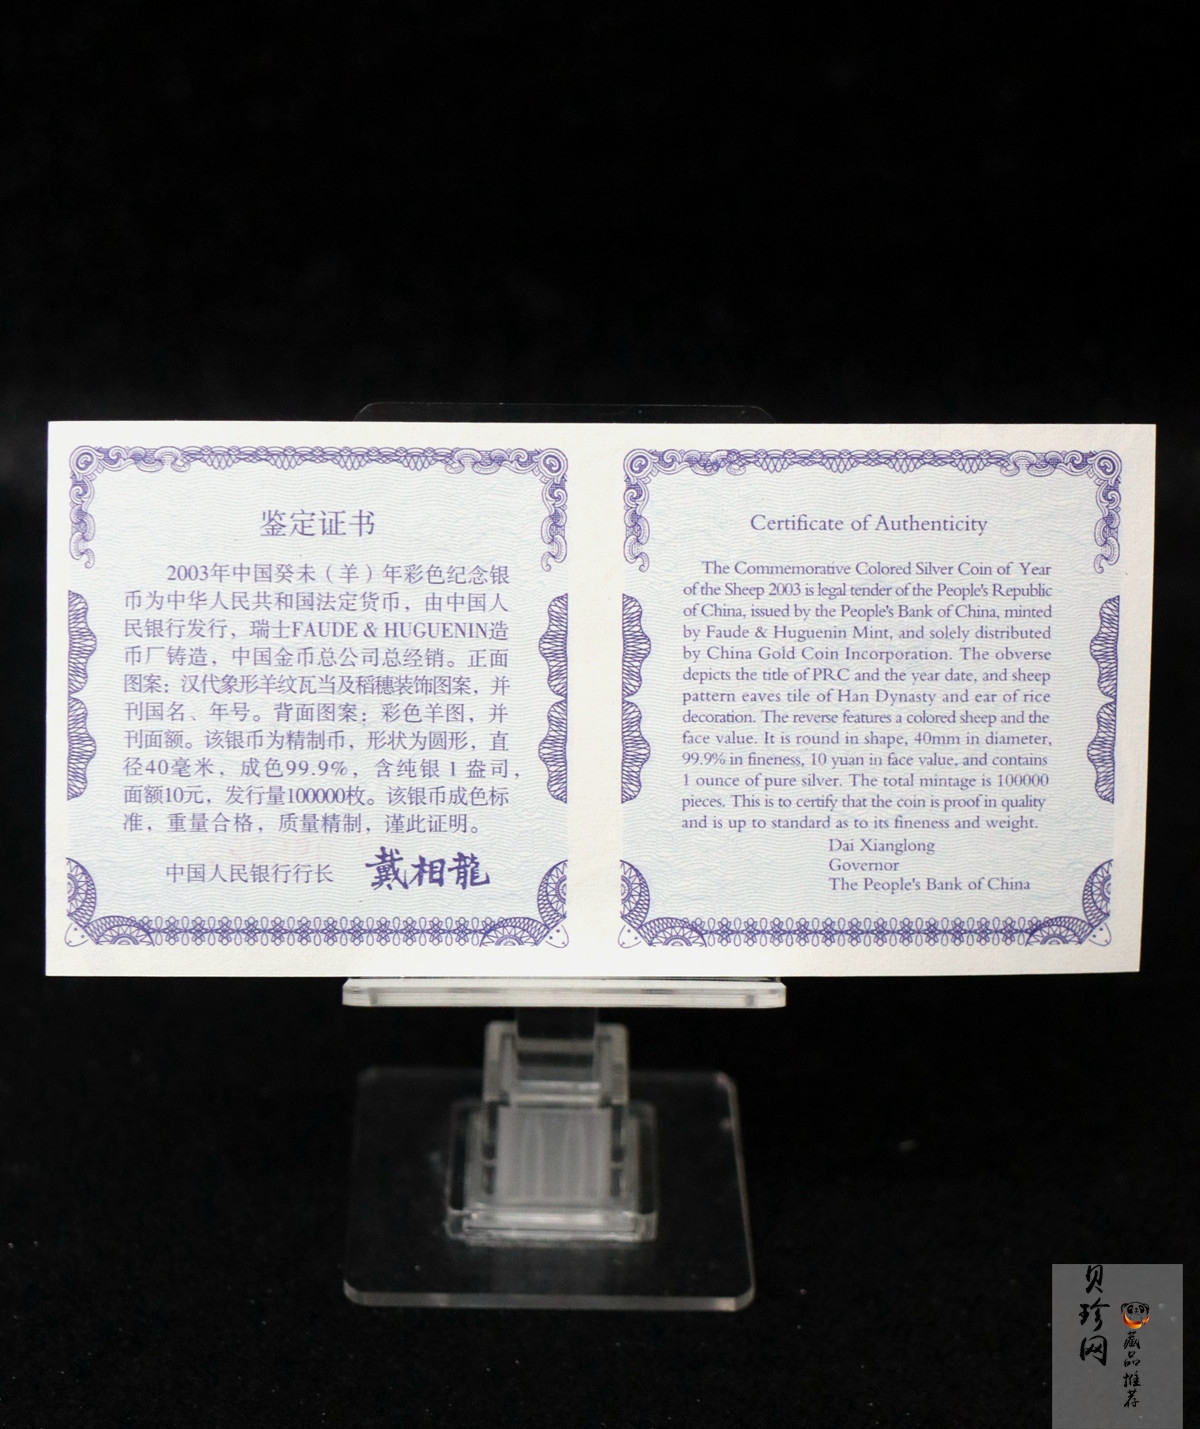 鉴定证书
2003年中国癸未（羊）年彩色纪念银
币为中华人民共和国法定货币，由中国人
民银行发行，瑞士FAUDE & HUGUENIN造
币厂铸造，中国金币总公司总经销。正面
图案：汉代象形羊纹瓦当及稻穗装饰图案，并
刊国名、年号。背面图案：彩色羊图，并
刊面额。该银币为精制币，形状为圆形，直
径40毫米，成色99.9%，含纯银1盎司，
面额10元，发行量100000枚。该银币成色标
准，重量合格，质量精制，谨此证明。
中国人民银行行长 戴相龍
Certificate of Authenticity
The Commemorative Colored Silver Coin of Year
of the Sheep 2003 is legal tender of the People's Republic
of China, issued by the People's Bank of China, minted
by Faude & Huguenin Mint, and solely distributed
by China Gold Coin Incorporation. The obverse
depicts the title of PRC and the year date, and sheep
pattern eaves tile of Han Dynasty and ear of rice
decoration. The reverse features a colored sheep and the
face value. It is round in shape, 40mm in diameter,
99.9% in fineness, 10 yuan in face value, and contains
1 ounce of pure silver. The total mintage is 100000
pieces. This is to certify that the coin is proof in quality
and is up to standard as to its fineness and weight.
Dai Xianglong
Governor
The People's Bank of China
贝珍网
藏品推荐